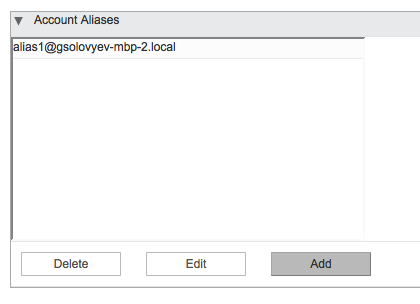 Account Aliases
alias1@gsolovyev-mbp-2.local
Delete Edit Add